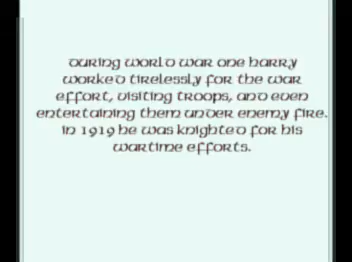 During World War One Harry
worked tirelessly for the war
effort, visiting troops, and even
entertaining them under enemy fire.
In 1919 he was knighted for his
wartime efforts.